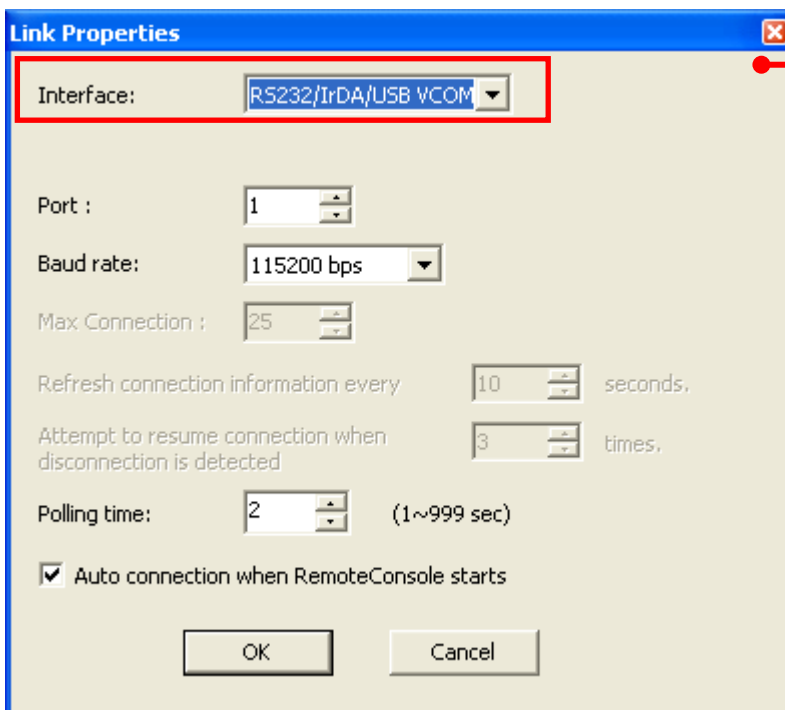 Link Properties
Interface: RS232/IrDA/USB VCOM
Port : 1
Baud rate: 115200 bps
Max Connection : 25
Refresh connection information every 10 seconds.
Attempt to resume connection when
disconnection is detected 3 times.
Polling time: 2 (1~999 sec)
Auto connection when RemoteConsole starts
OK Cancel